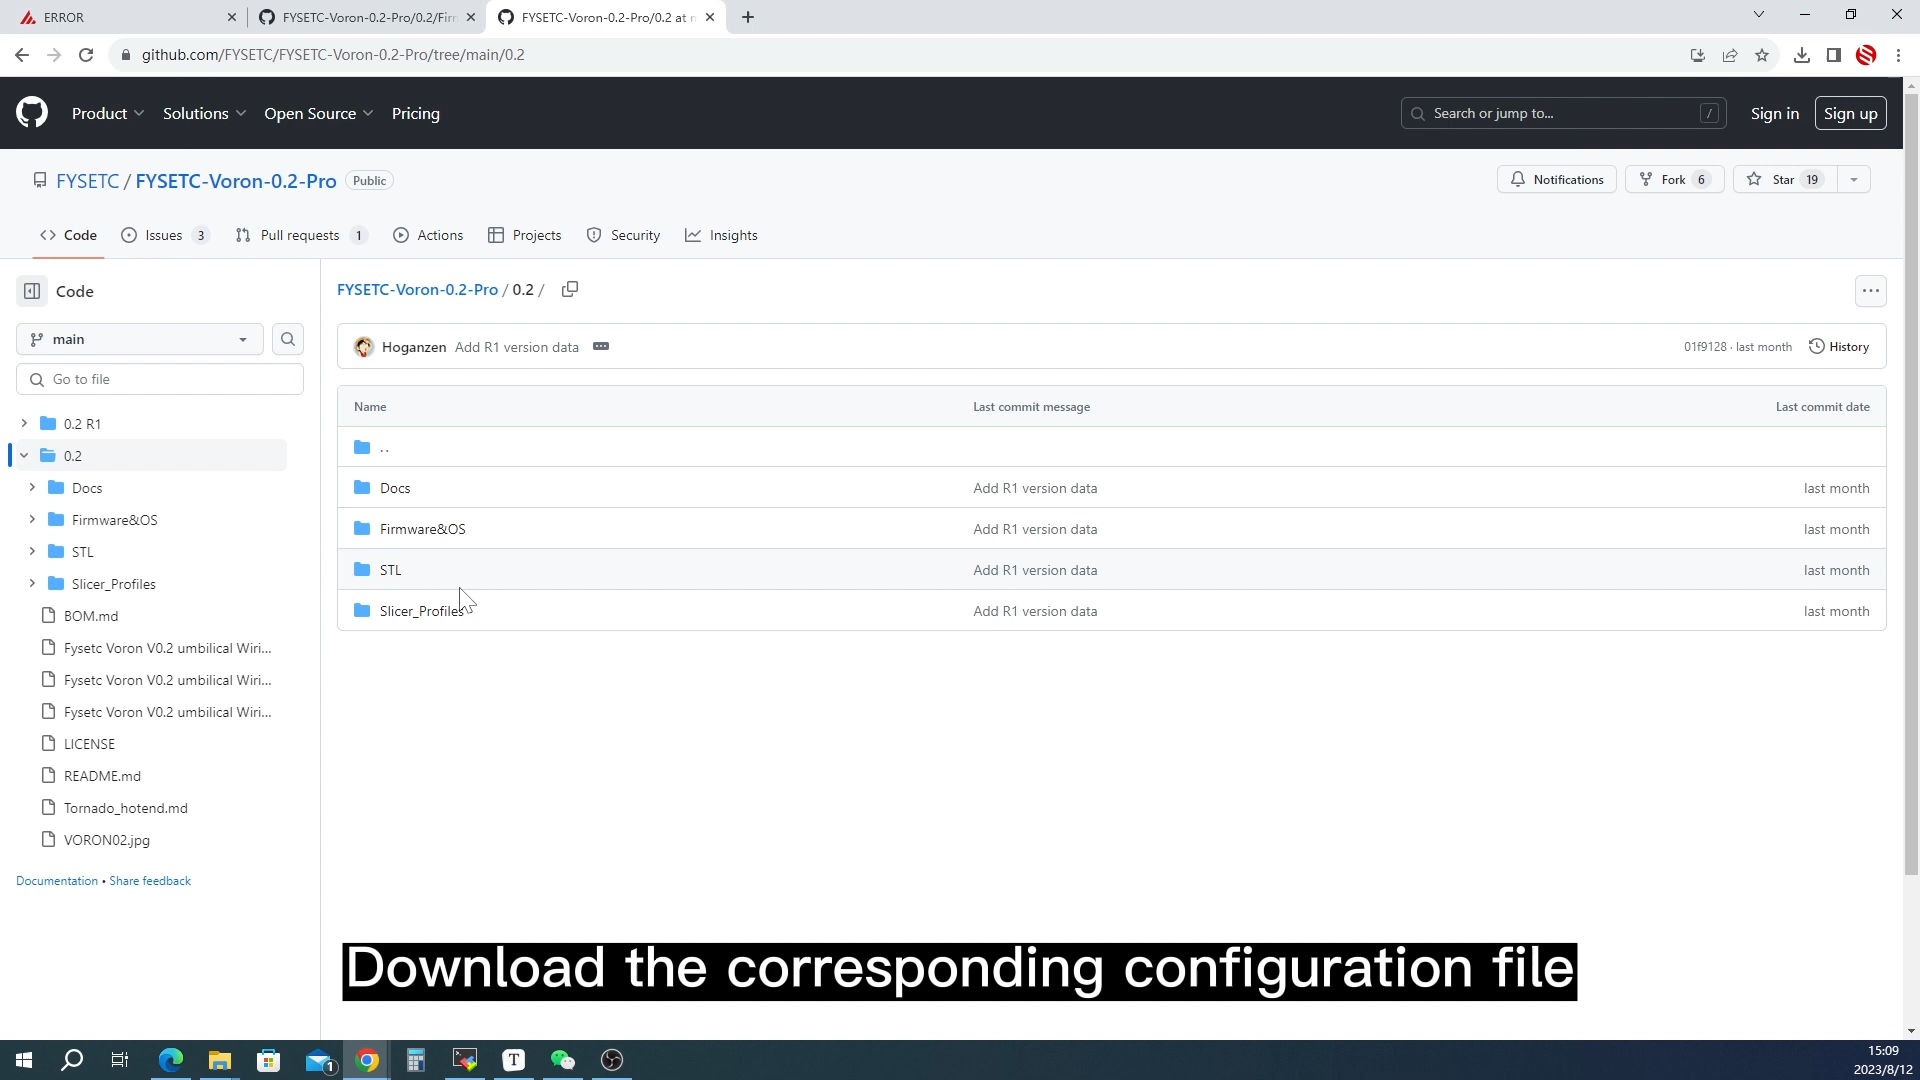 ERROR
FYSETC-Voron-0.2-Pro/0.2/Firm
FYSETC-Voron-0.2-Pro/0.2 at m
github.com/FYSETC/FYSETC-Voron-0.2-Pro/tree/main/0.2
Product
Solutions
Open Source
Pricing
Search or jump to...
/
Sign in
Sign up
FYSETC / FYSETC-Voron-0.2-Pro
Public
Notifications
Fork 6
Star 19
Code
Issues 3
Pull requests 1
Actions
Projects
Security
Insights
Code
main
Go to file
0.2 R1
0.2
Docs
Firmware&OS
STL
Slicer_Profiles
BOM.md
Fysetc Voron V0.2 umbilical Wiri...
Fysetc Voron V0.2 umbilical Wiri...
Fysetc Voron V0.2 umbilical Wiri...
LICENSE
README.md
Tornado_hotend.md
VORON02.jpg
Documentation • Share feedback
FYSETC-Voron-0.2-Pro / 0.2 /
Hoganzen Add R1 version data
01f9128 · last month
History
Name Last commit message Last commit date
..
Docs Add R1 version data last month
Firmware&OS Add R1 version data last month
STL Add R1 version data last month
Slicer_Profiles Add R1 version data last month
Download the corresponding configuration file
1
T
15:09
2023/8/12